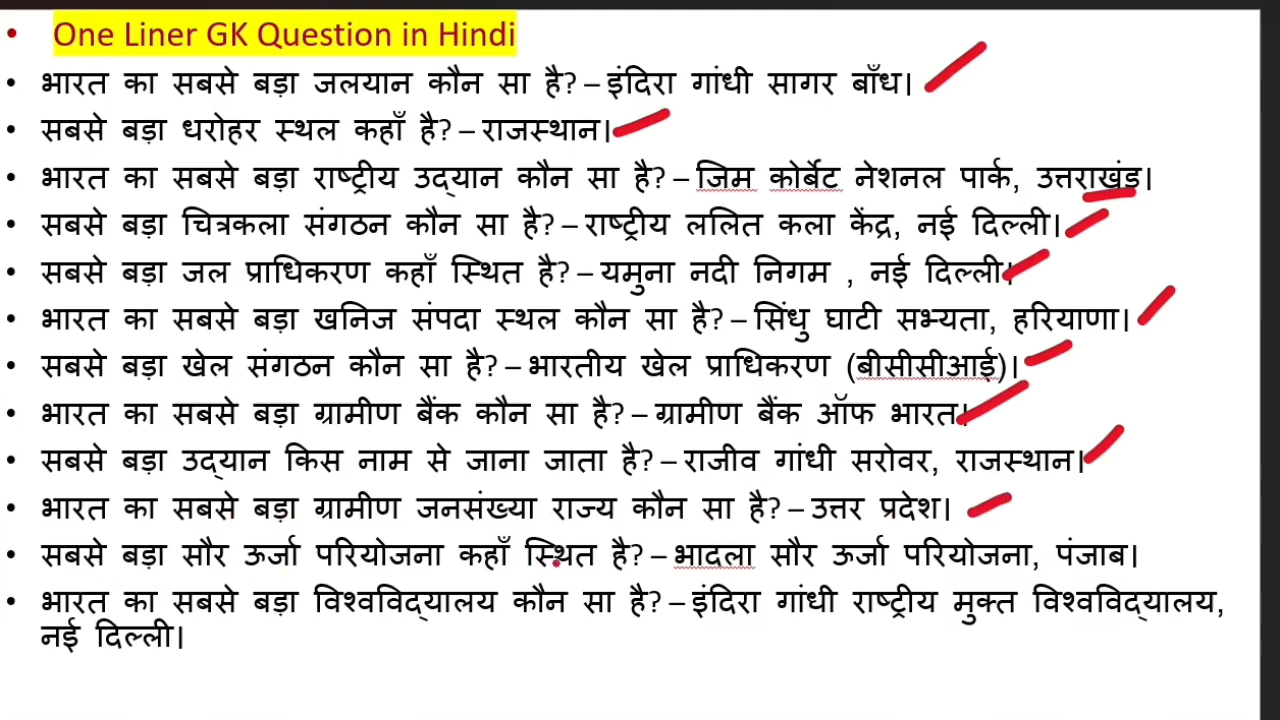 • One Liner GK Question in Hindi
• भारत का सबसे बड़ा जलयान कौन सा है? – इंदिरा गांधी सागर बाँध।
• सबसे बड़ा धरोहर स्थल कहाँ है? – राजस्थान।
• भारत का सबसे बड़ा राष्ट्रीय उद्यान कौन सा है? – जिम कोर्बेट नेशनल पार्क, उत्तराखंड।
• सबसे बड़ा चित्रकला संगठन कौन सा है? – राष्ट्रीय ललित कला केंद्र, नई दिल्ली।
• सबसे बड़ा जल प्राधिकरण कहाँ स्थित है? – यमुना नदी निगम , नई दिल्ली।
• भारत का सबसे बड़ा खनिज संपदा स्थल कौन सा है? – सिंधु घाटी सभ्यता, हरियाणा।
• सबसे बड़ा खेल संगठन कौन सा है? – भारतीय खेल प्राधिकरण (बीसीसीआई)।
• भारत का सबसे बड़ा ग्रामीण बैंक कौन सा है? – ग्रामीण बैंक ऑफ भारत।
• सबसे बड़ा उद्यान किस नाम से जाना जाता है? – राजीव गांधी सरोवर, राजस्थान।
• भारत का सबसे बड़ा ग्रामीण जनसंख्या राज्य कौन सा है? – उत्तर प्रदेश।
• सबसे बड़ा सौर ऊर्जा परियोजना कहाँ स्थित है? – भादला सौर ऊर्जा परियोजना, पंजाब।
• भारत का सबसे बड़ा विश्वविद्यालय कौन सा है? – इंदिरा गांधी राष्ट्रीय मुक्त विश्वविद्यालय,
नई दिल्ली।